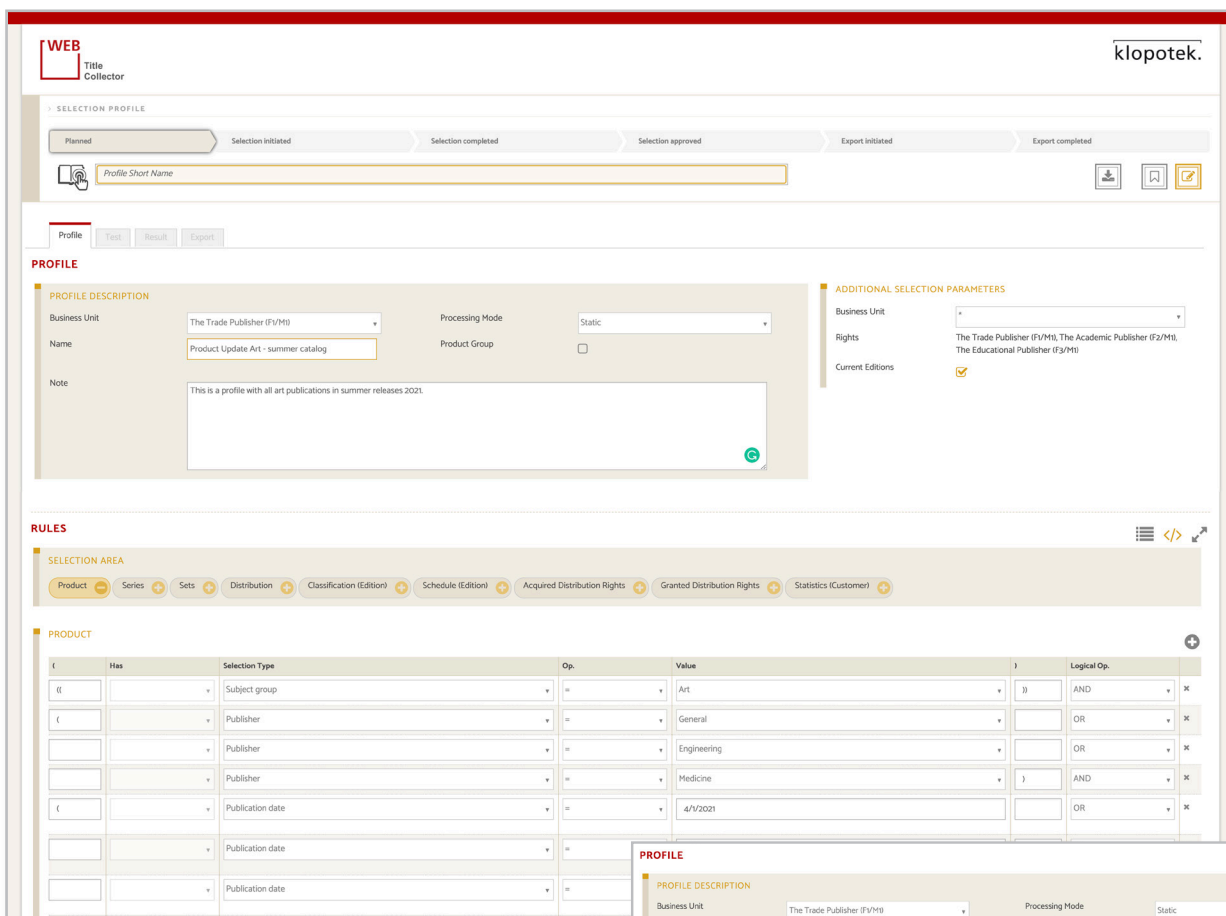 WEB
Title
Collector
klopotek.
› SELECTION PROFILE
Planned Selection initiated Selection completed Selection approved Export initiated Export completed
Profile Short Name
Profile Test Result Export
PROFILE
PROFILE DESCRIPTION
Business Unit The Trade Publisher (F1/M1) Processing Mode Static
Name Product Update Art - summer catalog Product Group
Note This is a profile with all art publications in summer releases 2021.
ADDITIONAL SELECTION PARAMETERS
Business Unit *
Rights The Trade Publisher (F1/M1), The Academic Publisher (F2/M1),
The Educational Publisher (F3/M1)
Current Editions
RULES
</>
SELECTION AREA
Product Series Sets Distribution Classification (Edition) Schedule (Edition) Acquired Distribution Rights Granted Distribution Rights Statistics (Customer)
PRODUCT
( Has Selection Type Op. Value ) Logical Op.
(( Subject group = Art )) AND
( Publisher = General OR
Publisher = Engineering OR
Publisher = Medicine ) AND
( Publication date = 4/1/2021 OR
Publication date =
Publication date =
PROFILE
PROFILE DESCRIPTION
Business Unit The Trade Publisher (F1/M1) Processing Mode Static